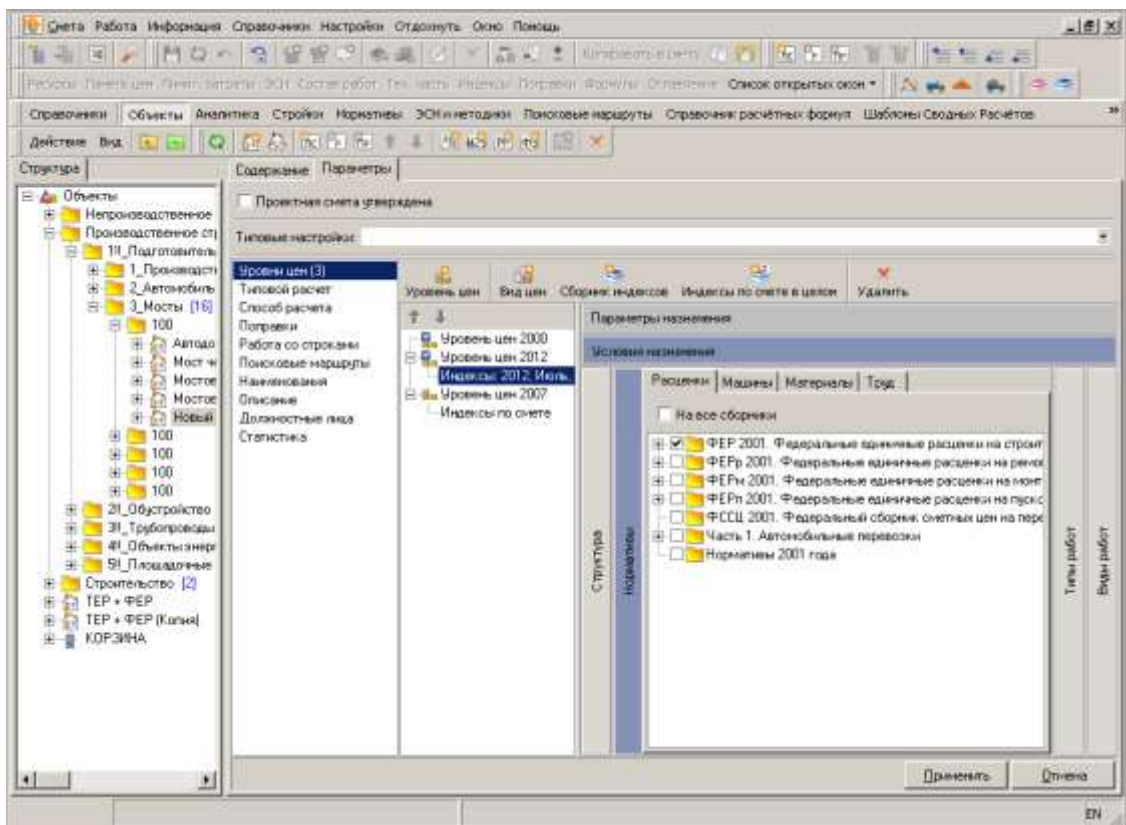 Смета Работа Информация Справочники Настройки Отдохнуть Окно Помощь
Список открытых окон
Справочники Объекты Аналитика Стройки Нормативы ЭСН и методики Поисковые маршруты Справочник расчётных формул Шаблоны Сводных Расчётов
Действие Вид
Структура
Содержание Параметры
Объекты
Непроизводственное
Производственное ст
1Н_Подготовитель
1_Производст
2_Автомобиль
3_Мосты [16]
100
Автодо
Мост ч
Мостов
Мостов
Новый
100
100
100
100
2Н_Обустройство
3Н_Трубопроводы
4Н_Объекты энерг
5Н_Площадочные
Строительство [2]
ТЕР + ФЕР
ТЕР + ФЕР (Копия)
КОРЗИНА
Проектная смета утверждена
Типовые настройки:
Уровни цен (3)
Типовой расчет
Способ расчета
Поправки
Работа со строками
Поисковые маршруты
Наименования
Описание
Должностные лица
Статистика
Уровень цен Вид цен Сборник индексов Индексы по смете в целом Удалить
Уровень цен 2000
Уровень цен 2012
Индексы: 2012, Июль,
Уровень цен 2007
Индексы по смете
Параметры назначения
Условия назначения
Структура
Нормативы
Расценки Машины Материалы Труд
На все сборники
ФЕР 2001. Федеральные единичные расценки на строит
ФЕРр 2001. Федеральные единичные расценки на ремон
ФЕРм 2001. Федеральные единичные расценки на монт
ФЕРп 2001. Федеральные единичные расценки на пуско
ФССЦ 2001. Федеральный сборник сметных цен на пере
Часть 1. Автомобильные перевозки
Нормативы 2001 года
Типы работ
Виды работ
Применить Отмена
EN